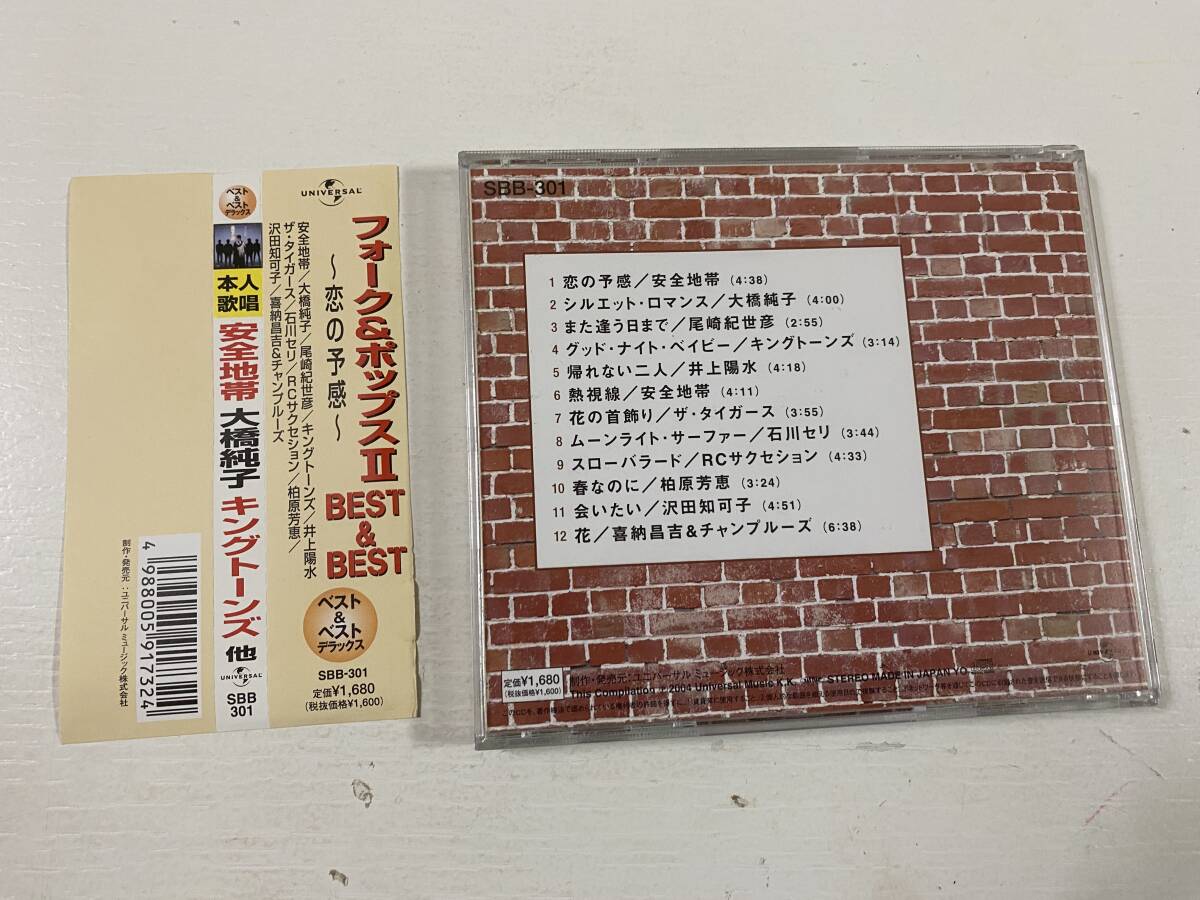 ベスト
&
ベスト
デラックス
本人
歌唱
安全地帯 大橋純子 キングトーンズ 他
UNIVERSAL
SBB
301
UNIVERSAL
フォーク&ポップスⅡ
～恋の予感～
BEST
&
BEST
安全地帯/大橋純子/尾崎紀世彦/キングトーンズ/井上陽水
ザ・タイガース/石川セリ/RCサクセション/柏原芳恵/
沢田知可子/喜納昌吉&チャンプルーズ
ベスト
&
ベスト
デラックス
SBB-301
定価¥1,680
(税抜価格¥1,600)
4 988005 917324
制作・発売元:ユニバーサル ミュージック株式会社
SBB-301
1 恋の予感/安全地帯 (4:38)
2 シルエット・ロマンス/大橋純子 (4:00)
3 また逢う日まで/尾崎紀世彦 (2:55)
4 グッド・ナイト・ベイビー/キングトーンズ (3:14)
5 帰れない二人/井上陽水 (4:18)
6 熱視線/安全地帯 (4:11)
7 花の首飾り/ザ・タイガース (3:55)
8 ムーンライト・サーファー/石川セリ (3:44)
9 スローバラード/RCサクセション (4:33)
10 春なのに/柏原芳恵 (3:24)
11 会いたい/沢田知可子 (4:51)
12 花/喜納昌吉&チャンプルーズ (6:38)
定価¥1,680
(税抜価格¥1,600)
制作・発売元:ユニバーサル ミュージック株式会社
This Compilation ℗ 2004 Universal Music K.K. STEREO MADE IN JAPAN YO